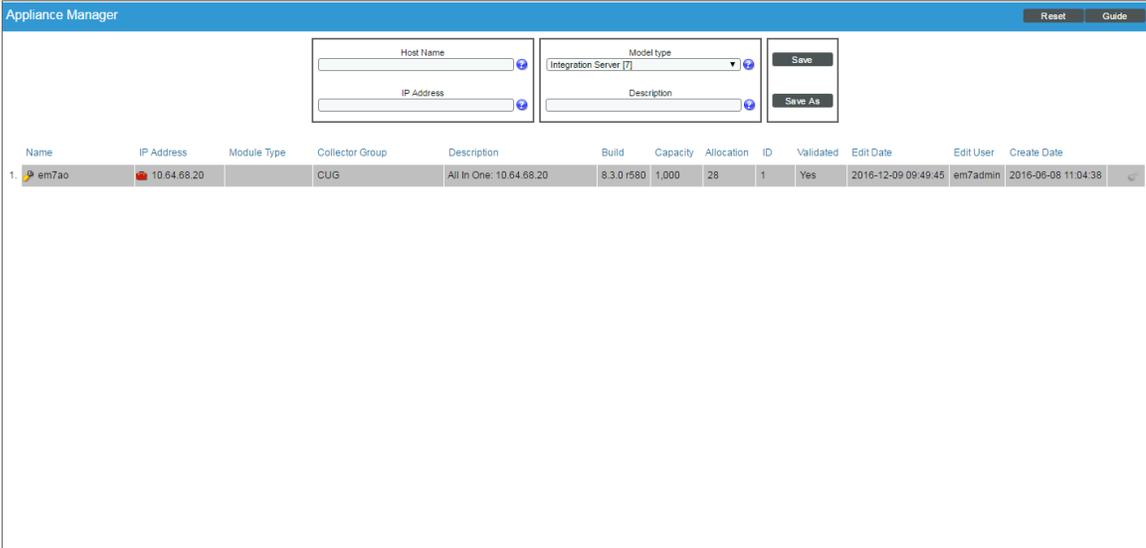 Appliance Manager Reset Guide
Host Name Model type
Integration Server [7] Save
IP Address Description
Save As
Name IP Address Module Type Collector Group Description Build Capacity Allocation ID Validated Edit Date Edit User Create Date
1. em7ao 10.64.68.20 CUG All In One: 10.64.68.20 8.3.0 r580 1,000 28 1 Yes 2016-12-09 09:49:45 em7admin 2016-06-08 11:04:38